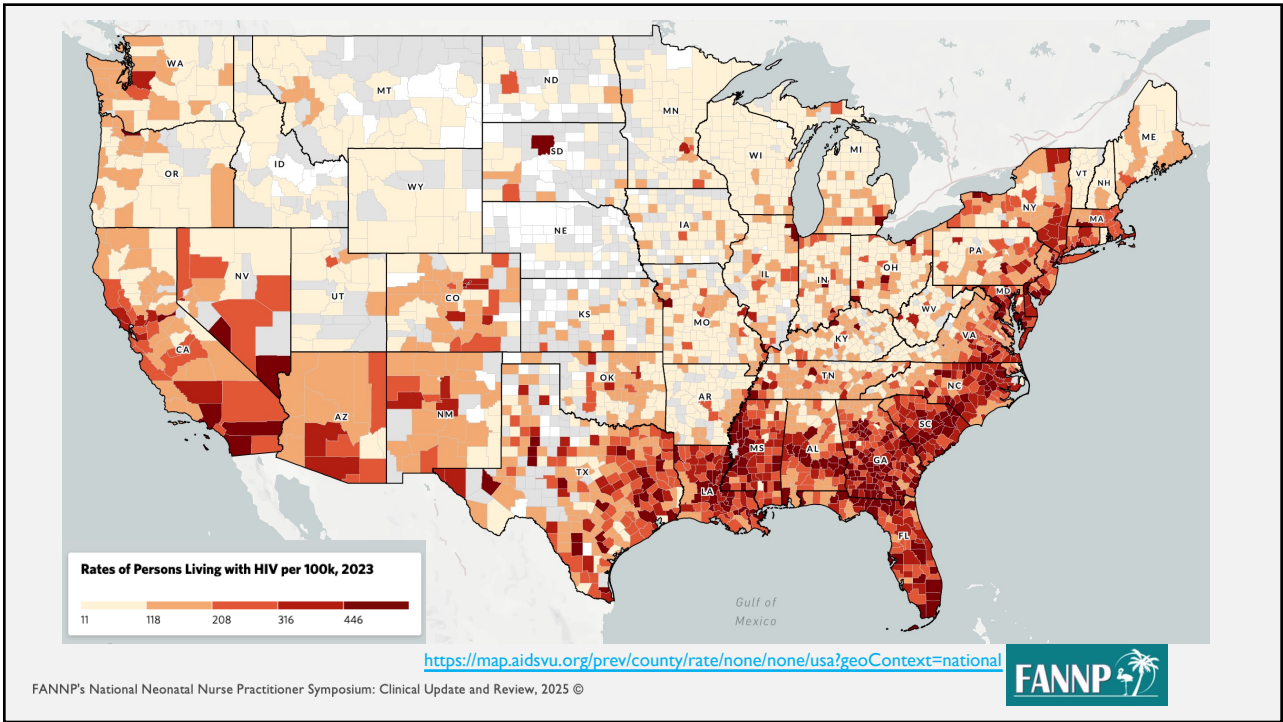 WA
MT
ND
MN
ME
OR
ID
SD
WI
MI
VT
NH
WY
NY
MA
IA
NE
PA
NV
UT
CO
IL
IN
OH
MD
KS
MO
WV
VA
CA
KY
OK
TN
NC
AZ
NM
AR
SC
MS
AL
GA
TX
LA
FL
Gulf of
Mexico
Rates of Persons Living with HIV per 100k, 2023
11 118 208 316 446
https://map.aidsvu.org/prev/county/rate/none/none/usa?geoContext=national
FANNP
FANNP's National Neonatal Nurse Practitioner Symposium: Clinical Update and Review, 2025 ©